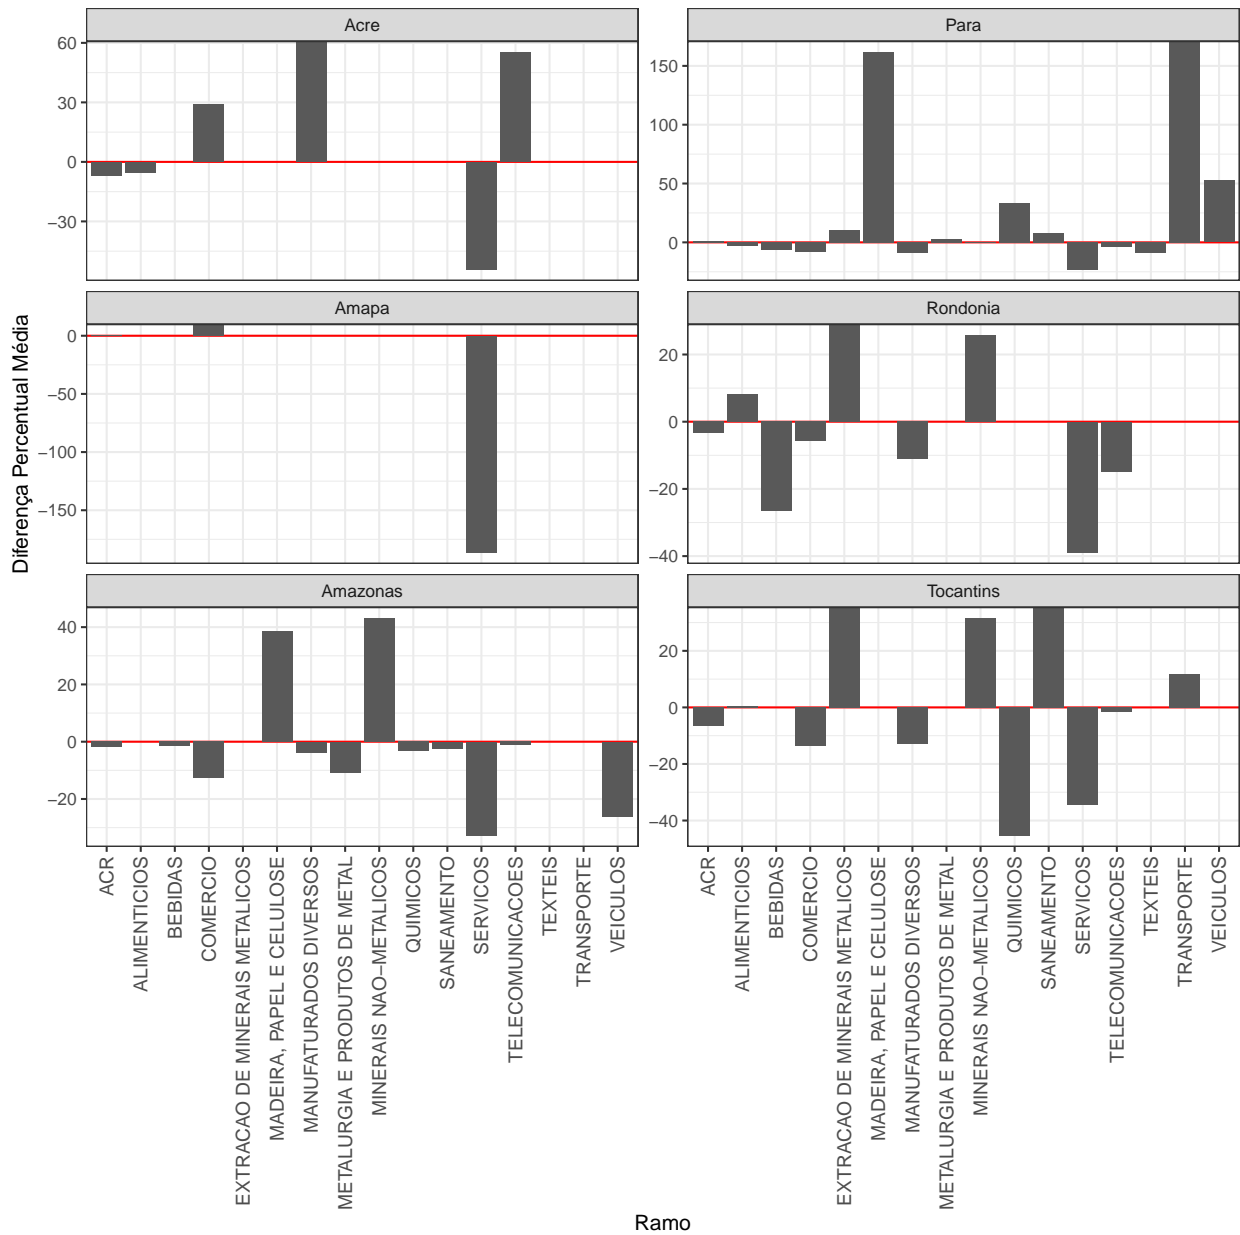 Diferença Percentual Média
Acre
60
30
0
−30
Para
150
100
50
0
Amapa
0
−50
−100
−150
Rondonia
20
0
−20
−40
Amazonas
40
20
0
−20
Tocantins
20
0
−20
−40
ACR
ALIMENTICIOS
BEBIDAS
COMERCIO
EXTRACAO DE MINERAIS METALICOS
MADEIRA, PAPEL E CELULOSE
MANUFATURADOS DIVERSOS
METALURGIA E PRODUTOS DE METAL
MINERAIS NAO−METALICOS
QUIMICOS
SANEAMENTO
SERVICOS
TELECOMUNICACOES
TEXTEIS
TRANSPORTE
VEICULOS
ACR
ALIMENTICIOS
BEBIDAS
COMERCIO
EXTRACAO DE MINERAIS METALICOS
MADEIRA, PAPEL E CELULOSE
MANUFATURADOS DIVERSOS
METALURGIA E PRODUTOS DE METAL
MINERAIS NAO−METALICOS
QUIMICOS
SANEAMENTO
SERVICOS
TELECOMUNICACOES
TEXTEIS
TRANSPORTE
VEICULOS
Ramo